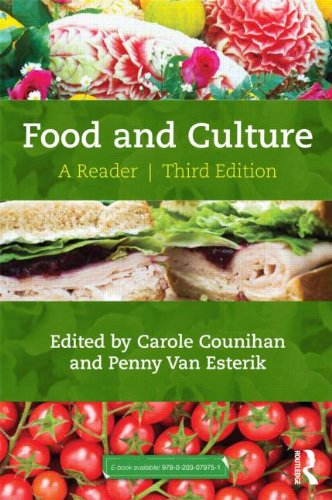 Food and Culture
A Reader | Third Edition
Edited by Carole Counihan
and Penny Van Esterik
E-book available! 978-0-203-07975-1
ROUTLEDGE